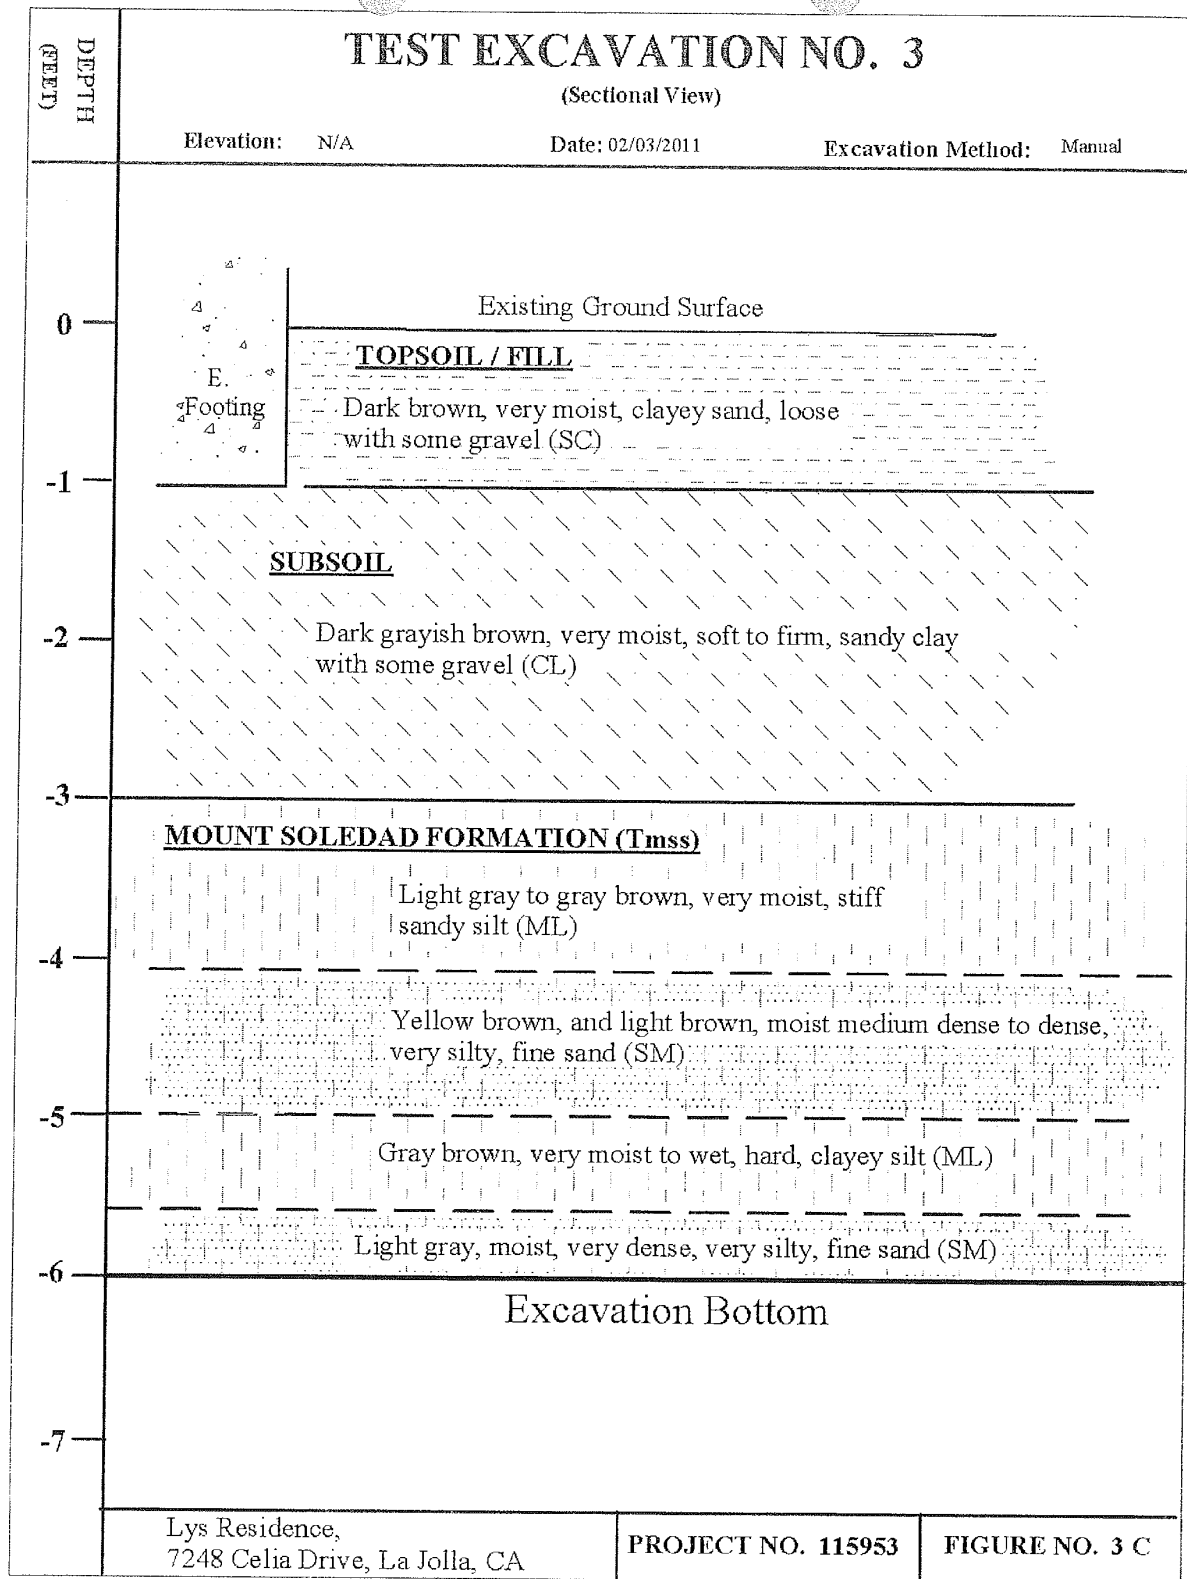 DEPTH
(FEET)
TEST EXCAVATION NO. 3
(Sectional View)
Elevation: N/A Date: 02/03/2011 Excavation Method: Manual
Existing Ground Surface
0
TOPSOIL / FILL
E.
Footing
Dark brown, very moist, clayey sand, loose
with some gravel (SC)
-1
SUBSOIL
-2
Dark grayish brown, very moist, soft to firm, sandy clay
with some gravel (CL)
-3
MOUNT SOLEDAD FORMATION (Tmss)
Light gray to gray brown, very moist, stiff
sandy silt (ML)
-4
Yellow brown, and light brown, moist medium dense to dense,
very silty, fine sand (SM)
-5
Gray brown, very moist to wet, hard, clayey silt (ML)
Light gray, moist, very dense, very silty, fine sand (SM)
-6
Excavation Bottom
-7
Lys Residence,
7248 Celia Drive, La Jolla, CA
PROJECT NO. 115953
FIGURE NO. 3 C